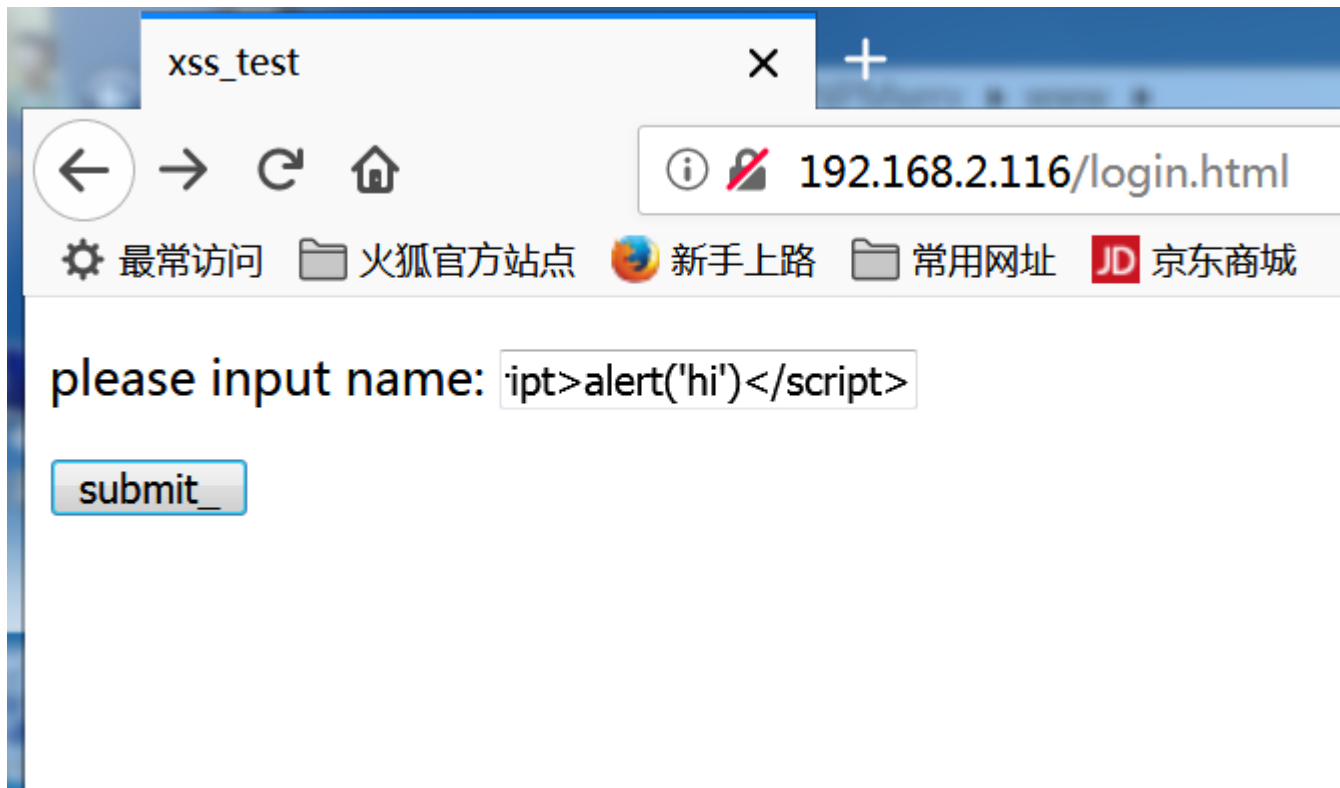 xss_test
192.168.2.116/login.html
最常访问 火狐官方站点 新手上路 常用网址 JD 京东商城
please input name: ript>alert('hi')</script>
submit_